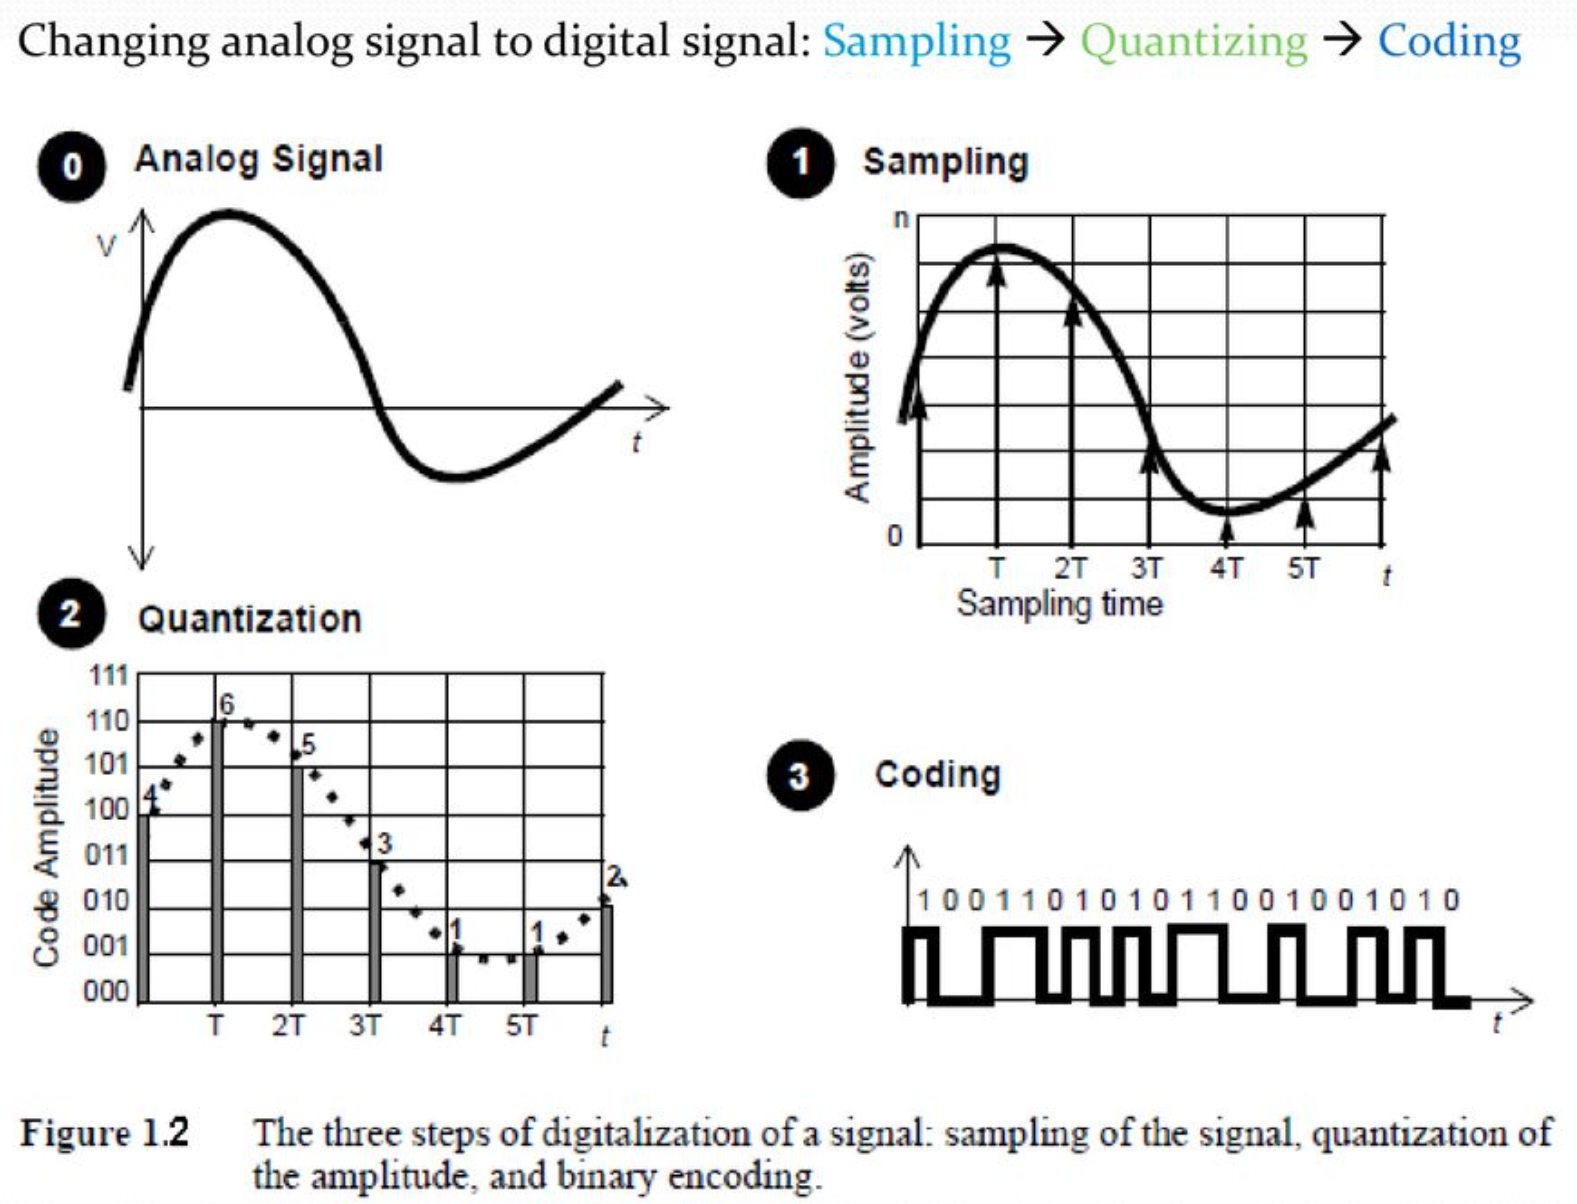 Changing analog signal to digital signal: Sampling → Quantizing → Coding
0 Analog Signal
V
t
1 Sampling
n
Amplitude (volts)
0
T 2T 3T 4T 5T t
Sampling time
2 Quantization
Code Amplitude
111
110
101
100
011
010
001
000
4 6 5 3 1 1 2
T 2T 3T 4T 5T t
3 Coding
1 0 0 1 1 0 1 0 1 0 1 1 0 0 1 0 0 1 0 1 0
t
Figure 1.2 The three steps of digitalization of a signal: sampling of the signal, quantization of
the amplitude, and binary encoding.